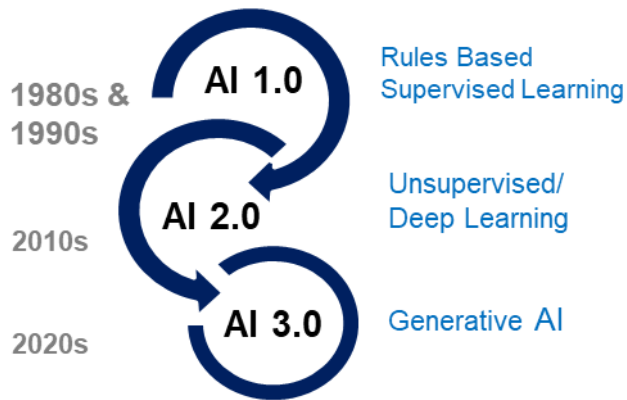 AI 1.0
Rules Based
Supervised Learning
1980s &
1990s
AI 2.0
Unsupervised/
Deep Learning
2010s
AI 3.0
Generative AI
2020s